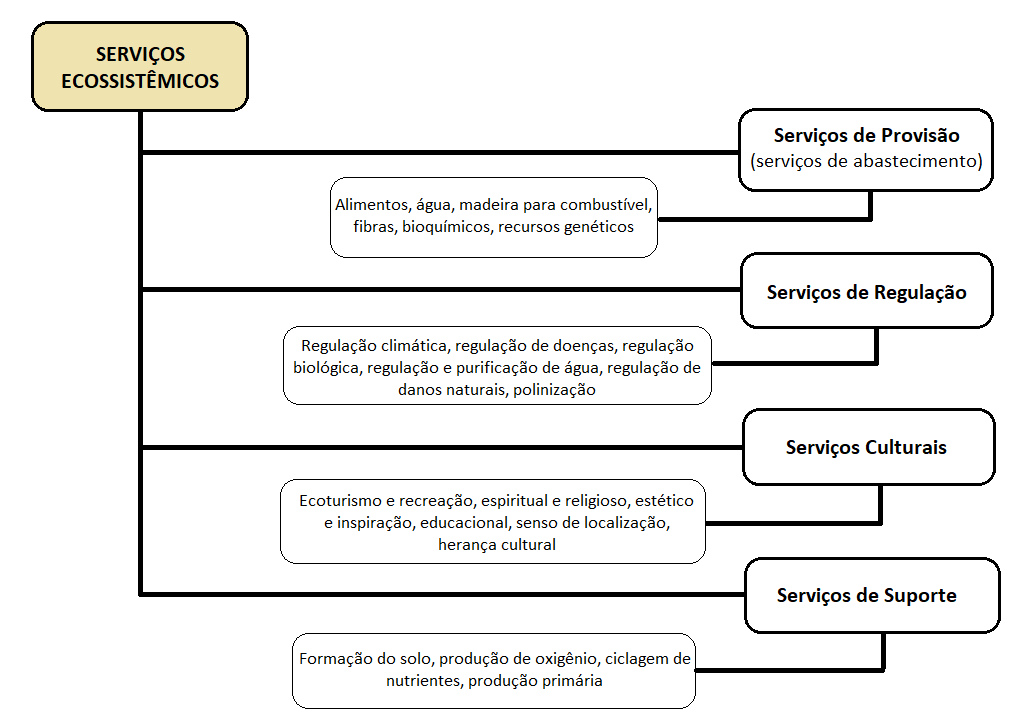 SERVIÇOS
ECOSSISTÊMICOS
Serviços de Provisão
(serviços de abastecimento)
Alimentos, água, madeira para combustível,
fibras, bioquímicos, recursos genéticos
Serviços de Regulação
Regulação climática, regulação de doenças, regulação
biológica, regulação e purificação de água, regulação de
danos naturais, polinização
Serviços Culturais
Ecoturismo e recreação, espiritual e religioso, estético
e inspiração, educacional, senso de localização,
herança cultural
Serviços de Suporte
Formação do solo, produção de oxigênio, ciclagem de
nutrientes, produção primária